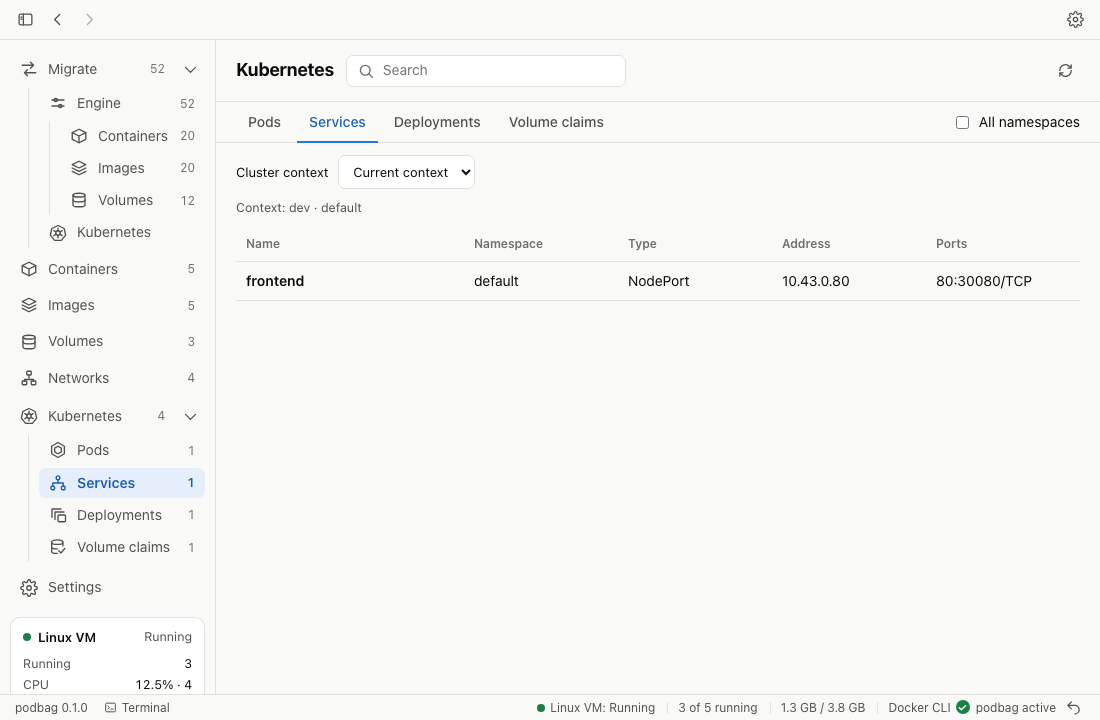 Migrate 52
Engine 52
Containers 20
Images 20
Volumes 12
Kubernetes
Containers 5
Images 5
Volumes 3
Networks 4
Kubernetes 4
Pods 1
Services 1
Deployments 1
Volume claims 1
Settings
Linux VM Running
Running 3
CPU 12.5% · 4
Kubernetes Search
Pods Services Deployments Volume claims All namespaces
Cluster context Current context
Context: dev · default
Name Namespace Type Address Ports
frontend default NodePort 10.43.0.80 80:30080/TCP
podbag 0.1.0 Terminal Linux VM: Running 3 of 5 running 1.3 GB / 3.8 GB Docker CLI podbag active